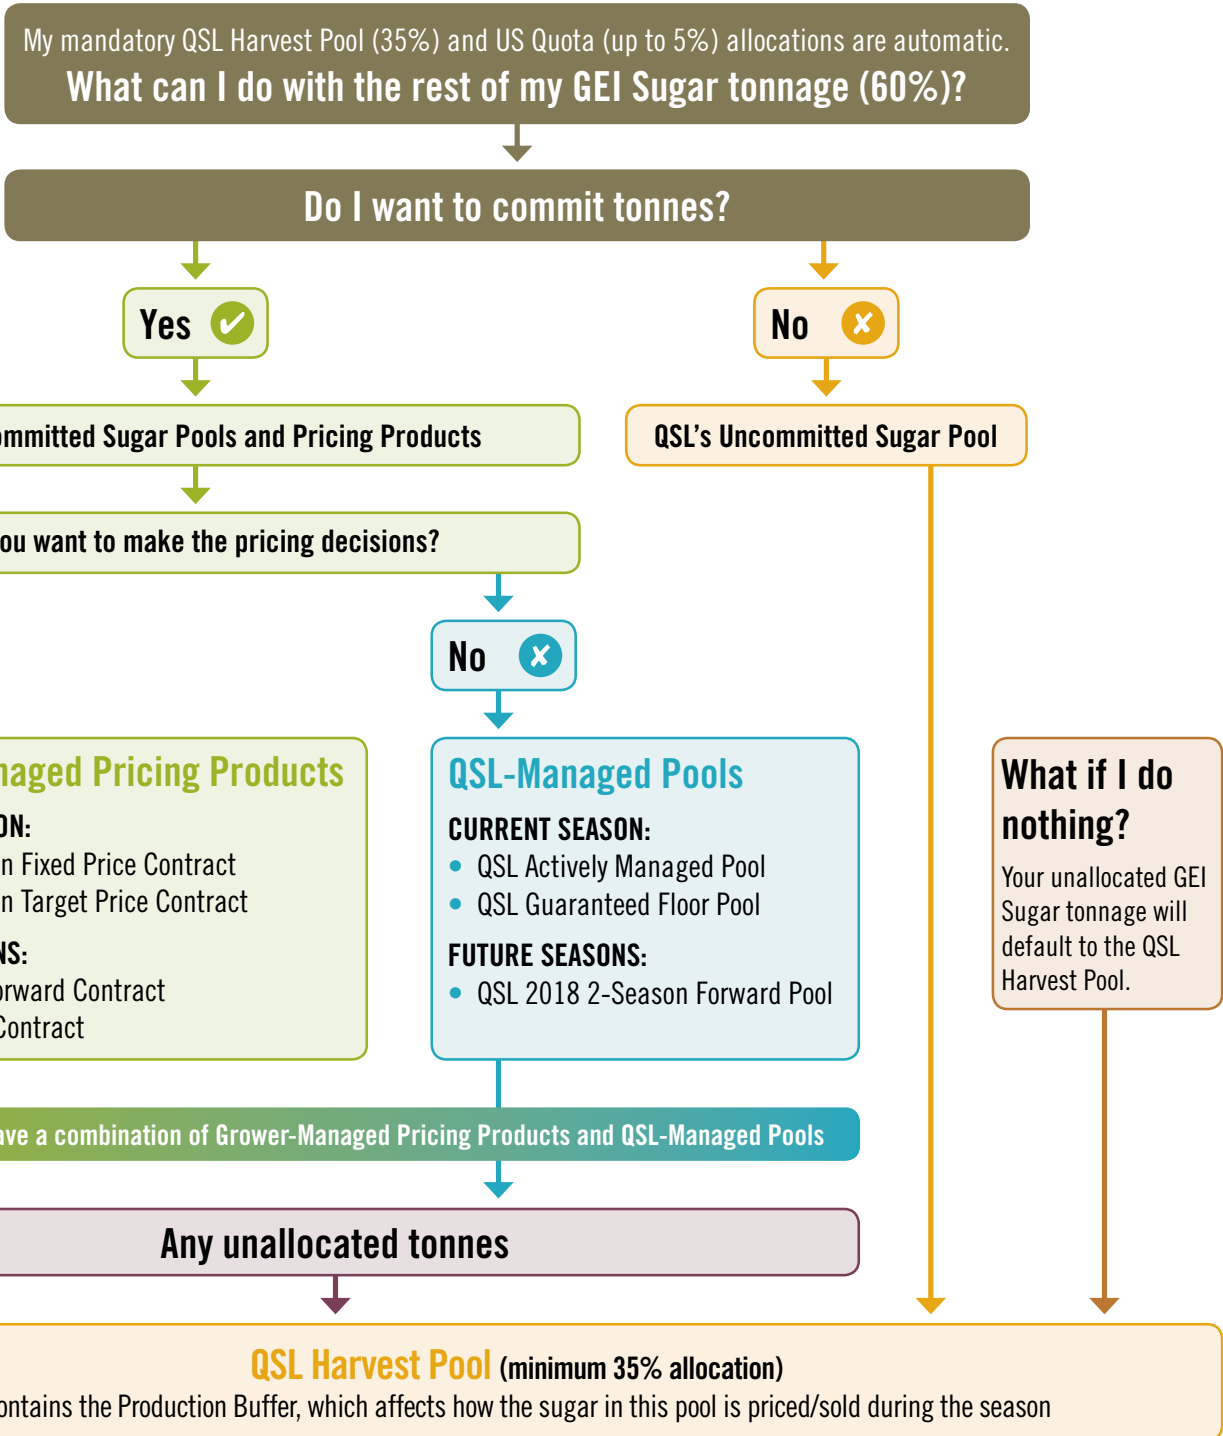 My mandatory QSL Harvest Pool (35%) and US Quota (up to 5%) allocations are automatic.
What can I do with the rest of my GEI Sugar tonnage (60%)?
Do I want to commit tonnes?
Yes
No
ommitted Sugar Pools and Pricing Products
QSL's Uncommitted Sugar Pool
ou want to make the pricing decisions?
No
naged Pricing Products
ON:
n Fixed Price Contract
n Target Price Contract
NS:
orward Contract
Contract
QSL-Managed Pools
CURRENT SEASON:
• QSL Actively Managed Pool
• QSL Guaranteed Floor Pool
FUTURE SEASONS:
• QSL 2018 2-Season Forward Pool
What if I do
nothing?
Your unallocated GEI
Sugar tonnage will
default to the QSL
Harvest Pool.
ave a combination of Grower-Managed Pricing Products and QSL-Managed Pools
Any unallocated tonnes
QSL Harvest Pool (minimum 35% allocation)
ontains the Production Buffer, which affects how the sugar in this pool is priced/sold during the season